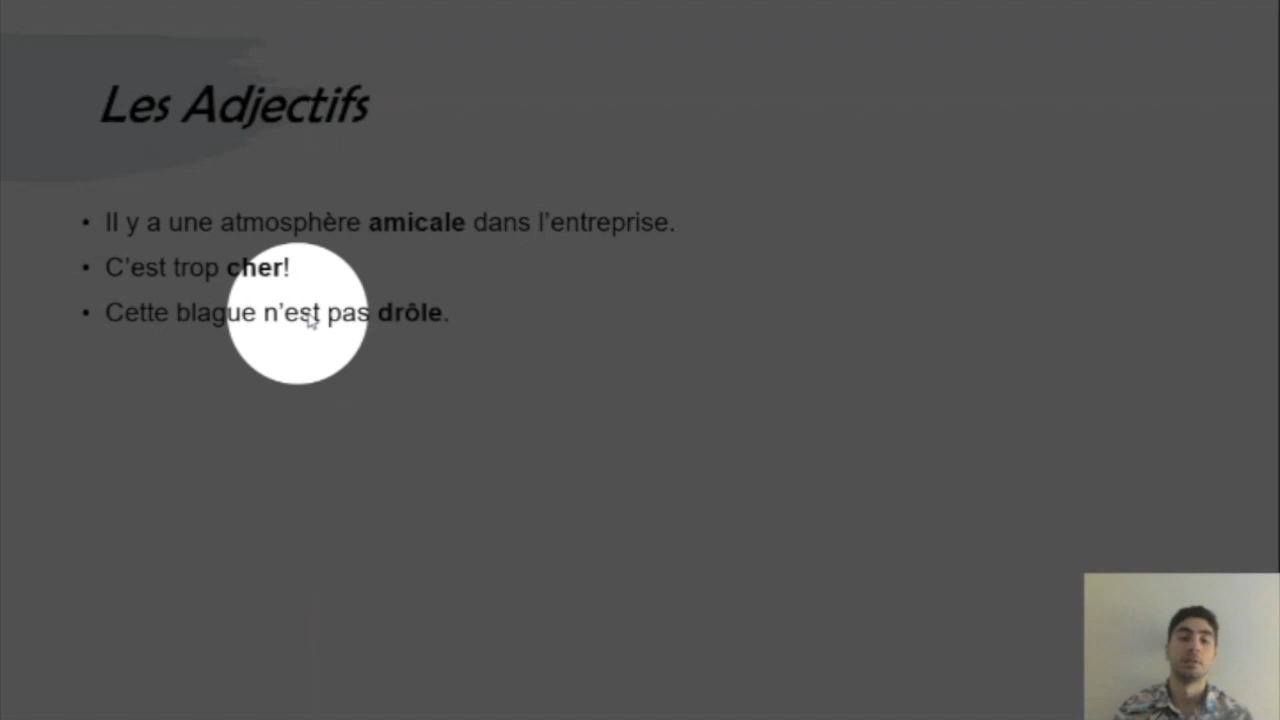 Les Adjectifs
• Il y a une atmosphère amicale dans l’entreprise.
• C’est trop cher!
• Cette blague n’est pas drôle.